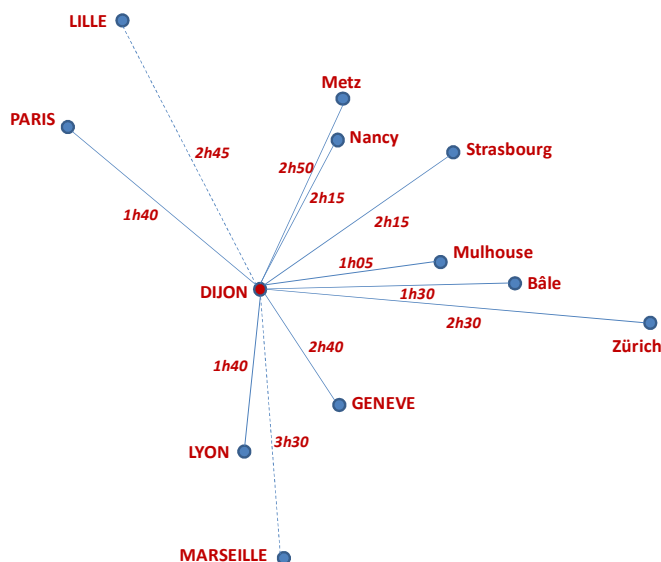 LILLE
Metz
PARIS
Nancy
Strasbourg
2h45
2h50
2h15
1h40
2h15
Mulhouse
1h05
Bâle
DIJON
1h30
2h30
Zürich
2h40
1h40
GENEVE
3h30
LYON
MARSEILLE